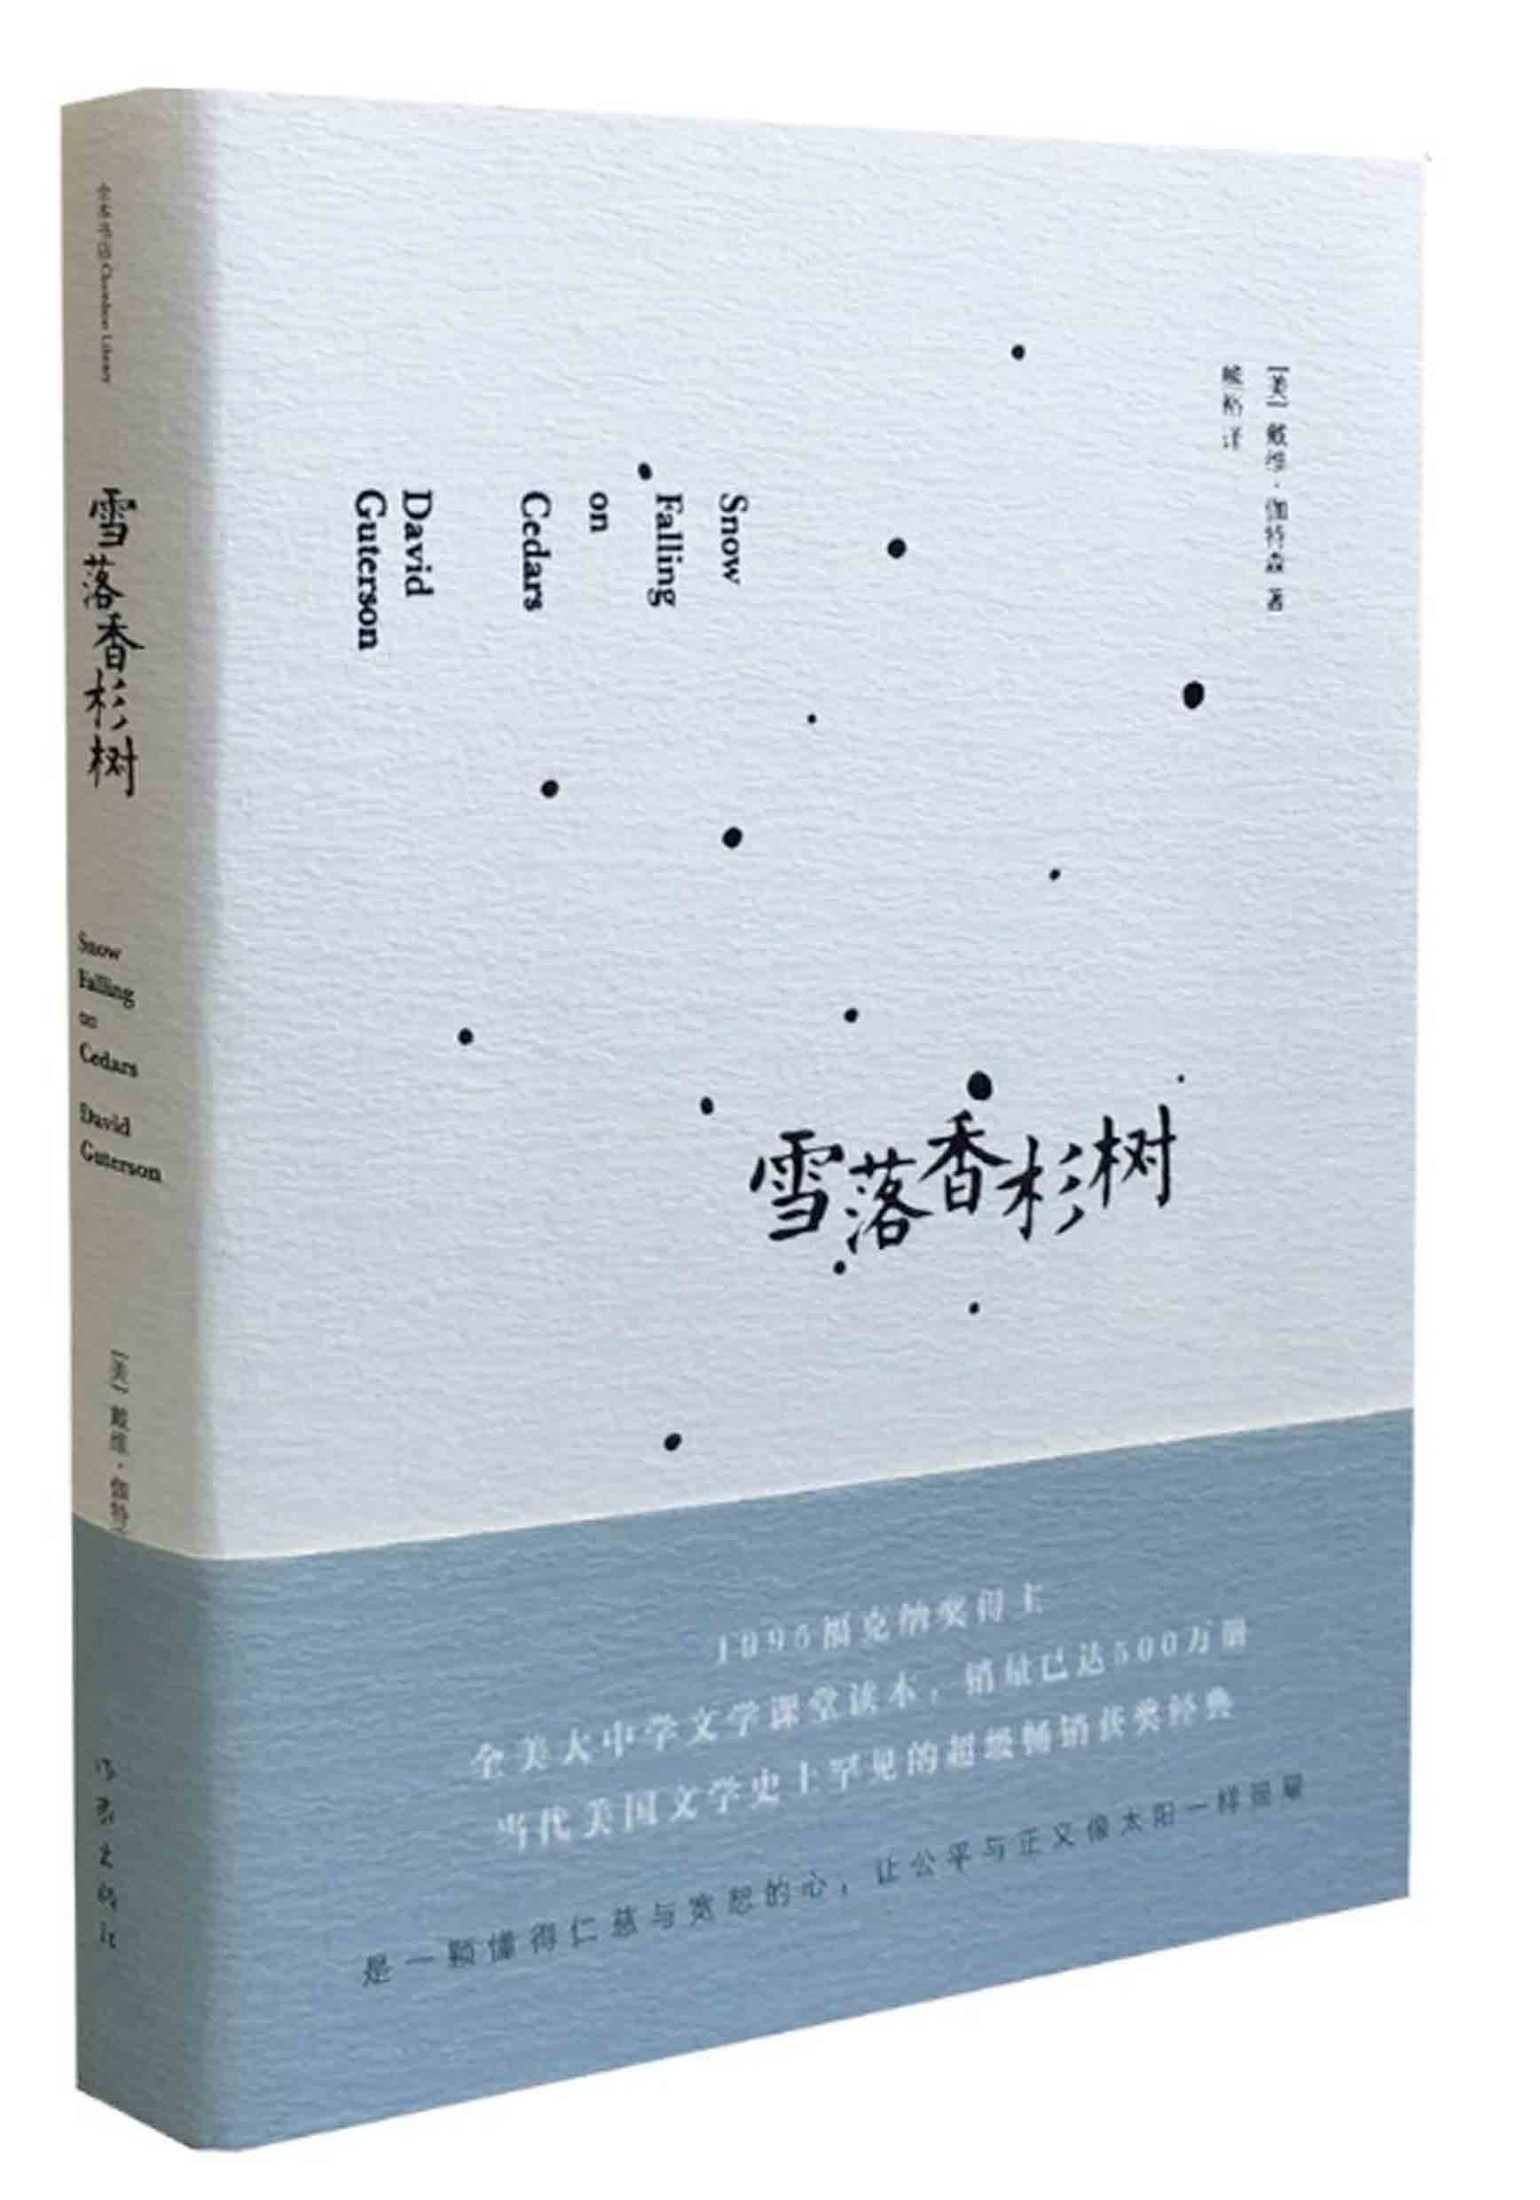 雪落香杉树
Snow
Falling
on
Cedars
David
Guterson
[美] 戴维·伽特
作家出版社
[美] 戴维·伽特森 著
熊裕 译
Snow
Falling
on
Cedars
David
Guterson
雪落香杉树
1995福克纳奖得主
全美大中学文学课堂读本,销量已达500万册
当代美国文学史上罕见的超级畅销获奖经典
是一颗懂得仁慈与宽恕的心,让公平与正义像太阳一样闪耀